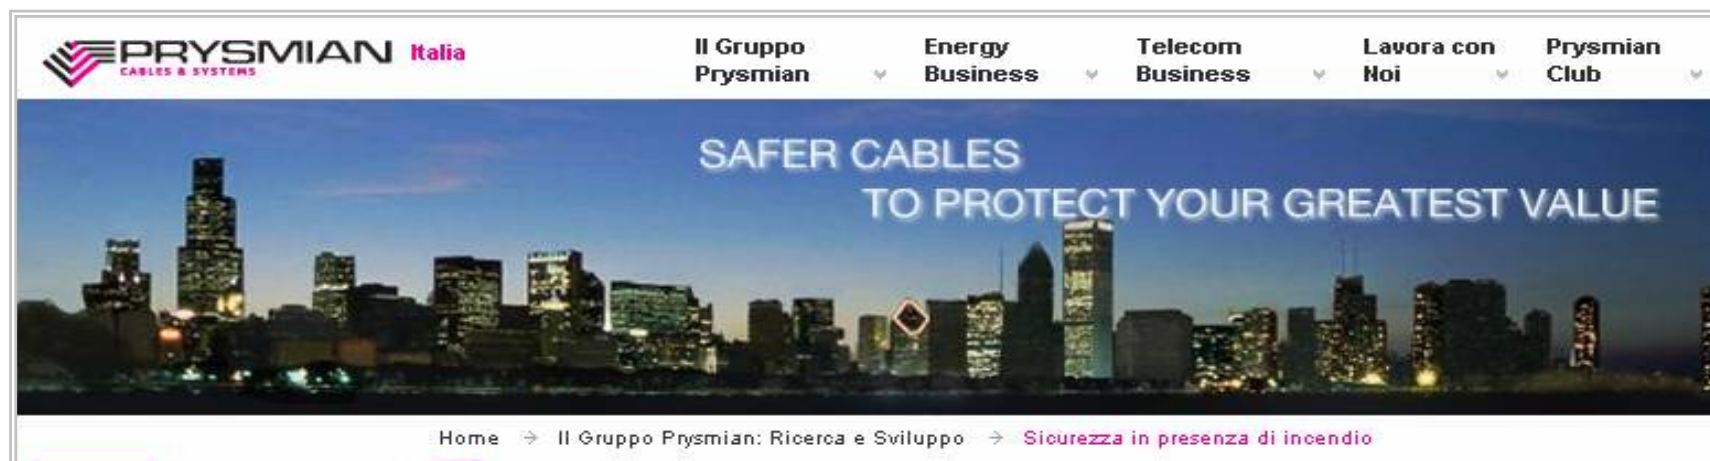 PRYSMIAN
CABLES & SYSTEMS
Italia
Il Gruppo
Prysmian
Energy
Business
Telecom
Business
Lavora con
Noi
Prysmian
Club
SAFER CABLES
TO PROTECT YOUR GREATEST VALUE
Home → Il Gruppo Prysmian: Ricerca e Sviluppo → Sicurezza in presenza di incendio